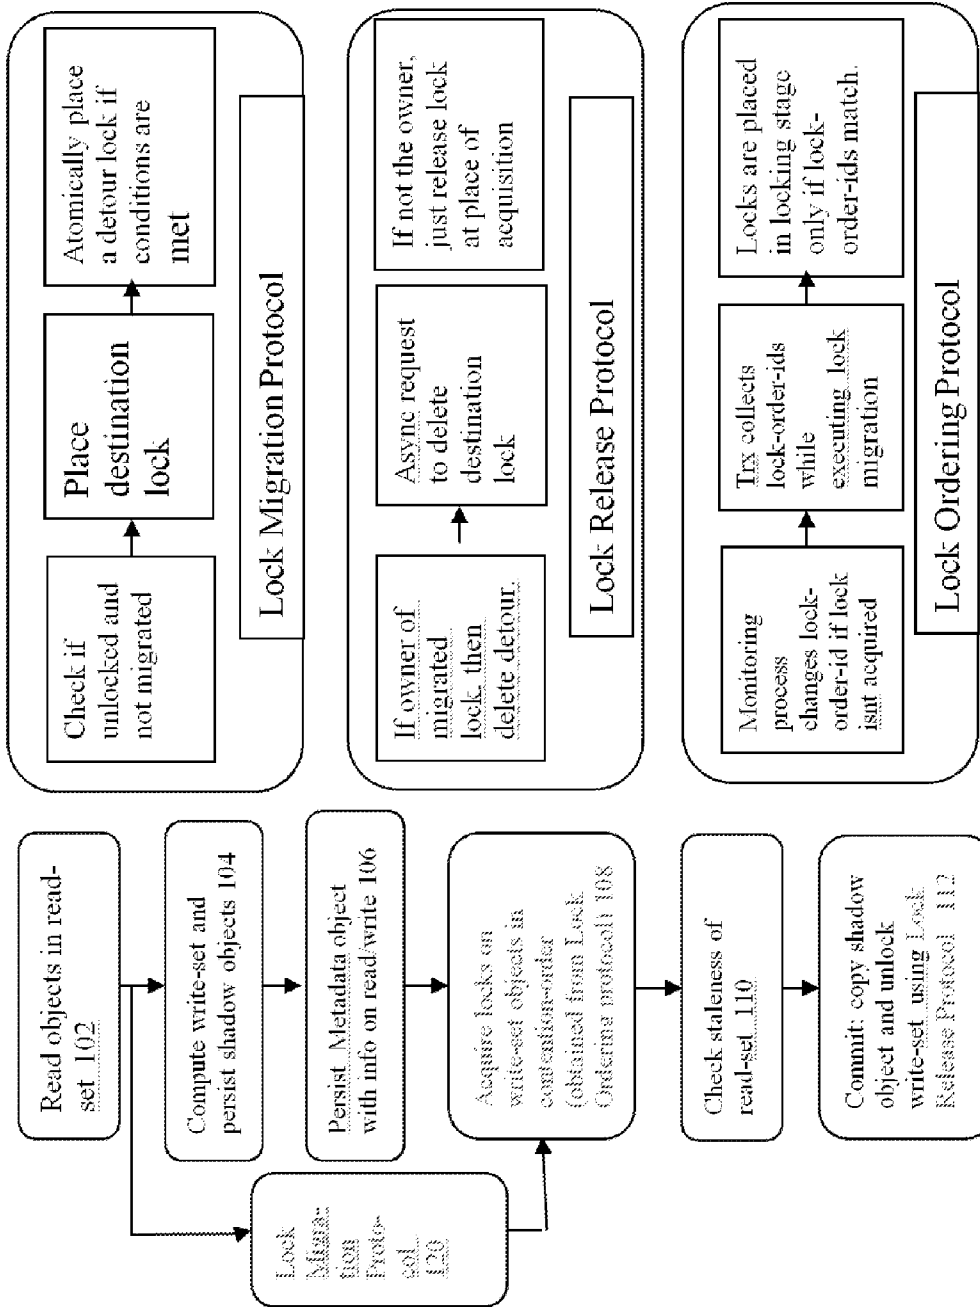 Read objects in read-
set 102
Compute write-set and
persist shadow objects 104
Persist Metadata object
with info on read/write 106
Lock
Migra-
tion
Proto-
col
120
Acquire locks on
write-set objects in
contention-order
(obtained from Lock
Ordering protocol) 108
Check staleness of
read-set 110
Commit: copy shadow
object and unlock
write-set using Lock
Release Protocol 112
Check if
unlocked and
not migrated
Place
destination
lock
Atomically place
a detour lock if
conditions are
met
Lock Migration Protocol
If owner of
migrated
lock, then
delete detour.
Async request
to delete
destination
lock
If not the owner,
just release lock
at place of
acquisition
Lock Release Protocol
Monitoring
process
changes lock-
order-id if lock
isnt acquired
Trx collects
lock-order-ids
while
executing lock
migration
Locks are placed
in locking stage
only if lock-
order-ids match.
Lock Ordering Protocol